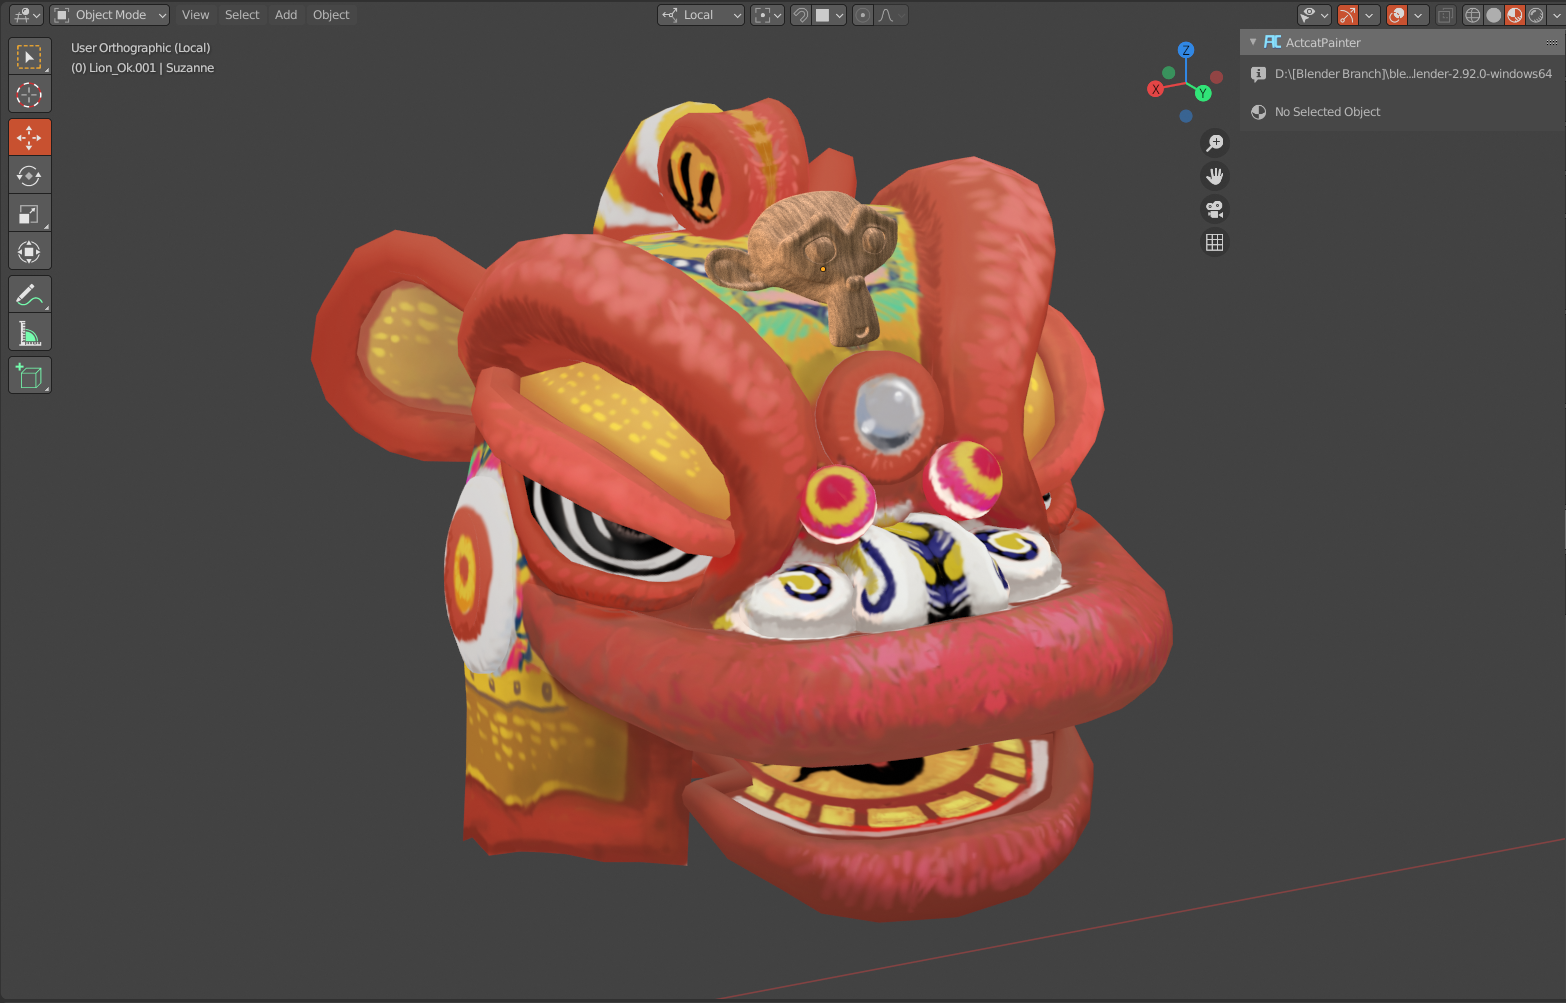 Object Mode View Select Add Object Local
User Orthographic (Local)
(0) Lion_Ok.001 | Suzanne
Z
X
Y
ActcatPainter
D:\[Blender Branch]\ble...lender-2.92.0-windows64
No Selected Object